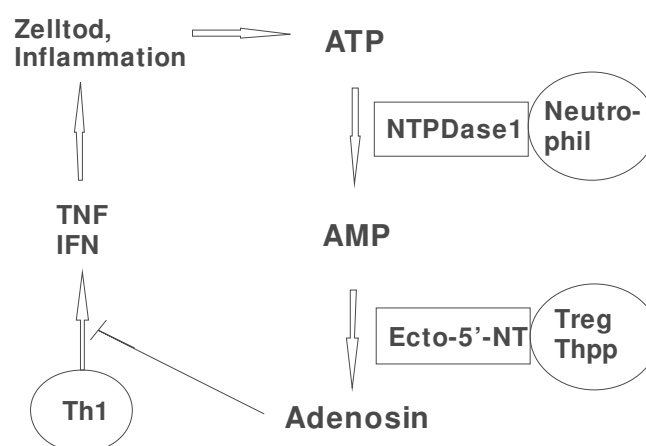 Zelltod,
Inflammation
ATP
NTPDase1
Neutro-
phil
TNF
IFN
AMP
Ecto-5’-NT
Treg
Thpp
Th1
Adenosin